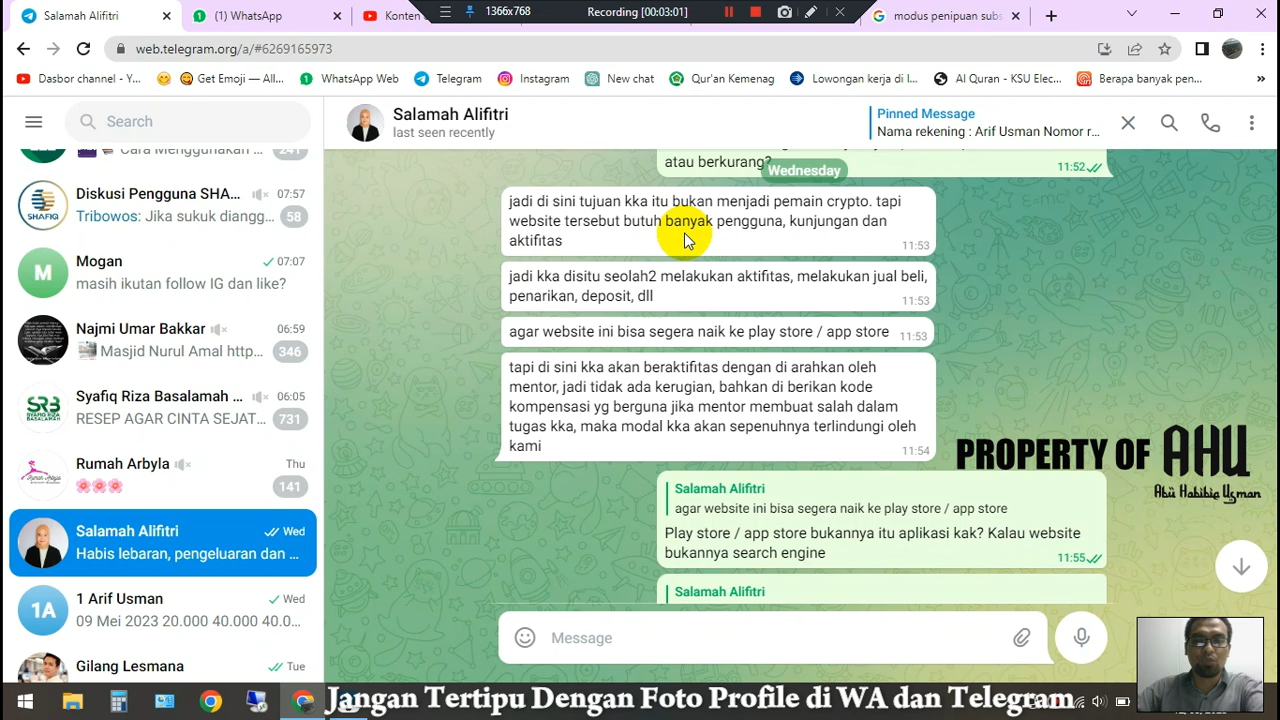 Salamah Alifitri
(1) WhatsApp
Konten
1366x768
Recording [00:03:01]
modus penipuan subs
web.telegram.org/a/#6269165973
Dasbor channel - Y...
Get Emoji — All...
WhatsApp Web
Telegram
Instagram
New chat
Qur'an Kemenag
Lowongan kerja di l...
Al Quran - KSU Elec...
Berapa banyak pen...
»
Search
Salamah Alifitri
last seen recently
Pinned Message
Nama rekening : Arif Usman Nomor r...
Cara Menggunakan ...
241
Diskusi Pengguna SHA...
07:57
Tribowos: Jika sukuk diangg...
58
SHAFIQ
Mogan
07:07
masih ikutan follow IG dan like?
M
Najmi Umar Bakkar
06:59
Masjid Nurul Amal http...
346
Syafiq Riza Basalamah ...
06:05
RESEP AGAR CINTA SEJAT...
731
SRB
Rumah Arbyla
Thu
141
Salamah Alifitri
Wed
Habis lebaran, pengeluaran dan ...
1 Arif Usman
Wed
09 Mei 2023 20.000 40.000 40.0...
1A
Gilang Lesmana
Tue
atau berkurang?
11:52
Wednesday
jadi di sini tujuan kka itu bukan menjadi pemain crypto. tapi
website tersebut butuh banyak pengguna, kunjungan dan
aktifitas
11:53
jadi kka disitu seolah2 melakukan aktifitas, melakukan jual beli,
penarikan, deposit, dll
11:53
agar website ini bisa segera naik ke play store / app store
11:53
tapi di sini kka akan beraktifitas dengan di arahkan oleh
mentor, jadi tidak ada kerugian, bahkan di berikan kode
kompensasi yg berguna jika mentor membuat salah dalam
tugas kka, maka modal kka akan sepenuhnya terlindungi oleh
kami
11:54
Salamah Alifitri
agar website ini bisa segera naik ke play store / app store
Play store / app store bukannya itu aplikasi kak? Kalau website
bukannya search engine
11:55
Salamah Alifitri
Message
PROPERTY OF AHU
Abu Habibie Usman
Jangan Tertipu Dengan Foto Profile di WA dan Telegram